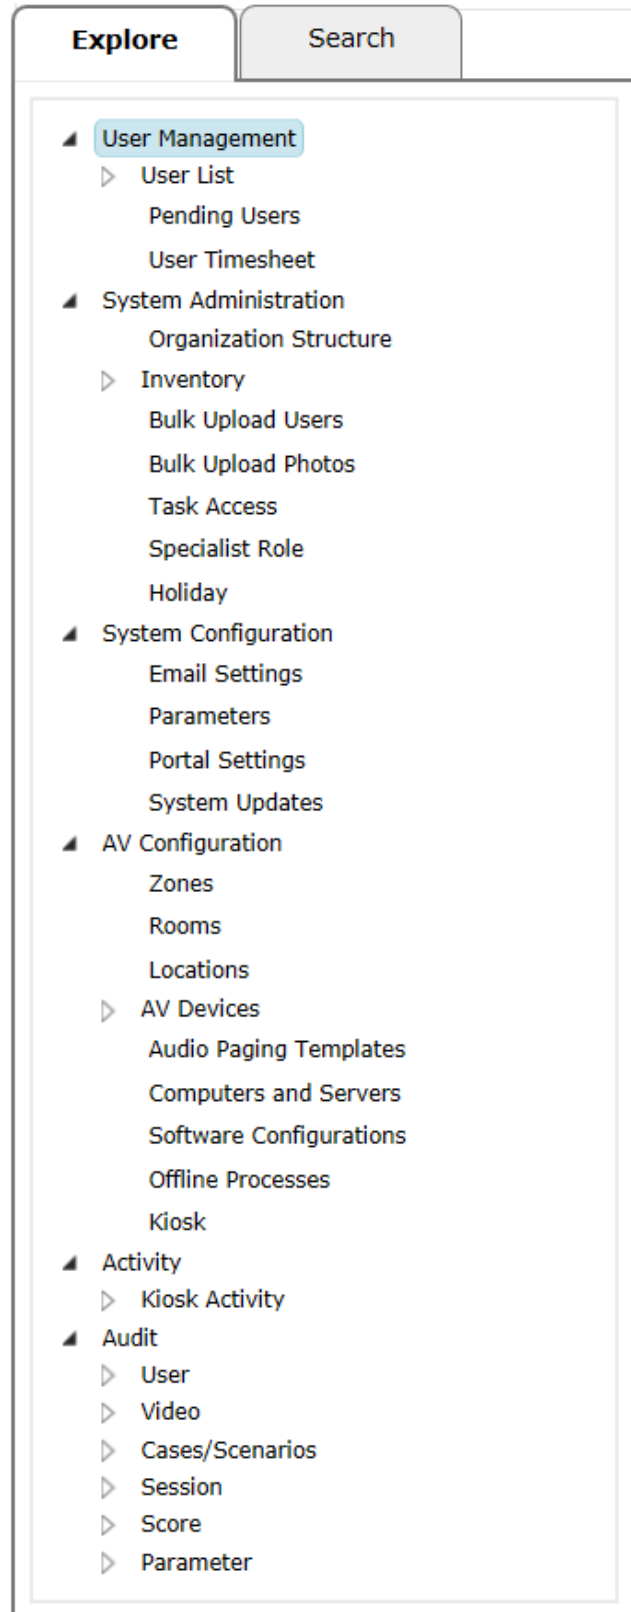 Explore
Search
User Management
User List
Pending Users
User Timesheet
System Administration
Organization Structure
Inventory
Bulk Upload Users
Bulk Upload Photos
Task Access
Specialist Role
Holiday
System Configuration
Email Settings
Parameters
Portal Settings
System Updates
AV Configuration
Zones
Rooms
Locations
AV Devices
Audio Paging Templates
Computers and Servers
Software Configurations
Offline Processes
Kiosk
Activity
Kiosk Activity
Audit
User
Video
Cases/Scenarios
Session
Score
Parameter